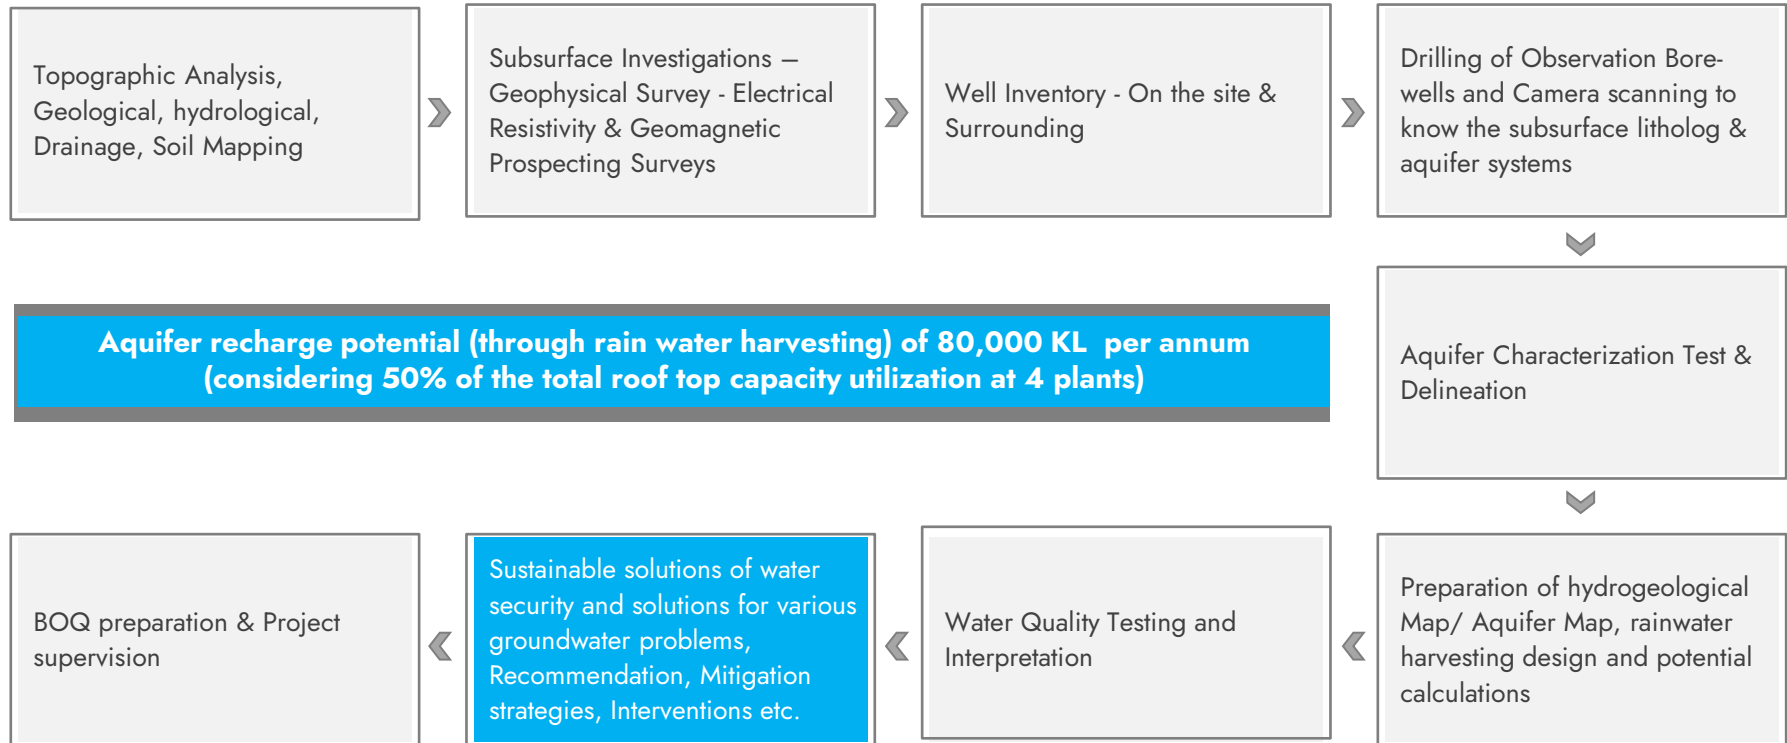 Topographic Analysis,
Geological, hydrological,
Drainage, Soil Mapping
Subsurface Investigations –
Geophysical Survey - Electrical
Resistivity & Geomagnetic
Prospecting Surveys
Well Inventory - On the site &
Surrounding
Drilling of Observation Bore-
wells and Camera scanning to
know the subsurface litholog &
aquifer systems
Aquifer recharge potential (through rain water harvesting) of 80,000 KL per annum
(considering 50% of the total roof top capacity utilization at 4 plants)
Aquifer Characterization Test &
Delineation
Preparation of hydrogeological
Map/ Aquifer Map, rainwater
harvesting design and potential
calculations
Water Quality Testing and
Interpretation
Sustainable solutions of water
security and solutions for various
groundwater problems,
Recommendation, Mitigation
strategies, Interventions etc.
BOQ preparation & Project
supervision